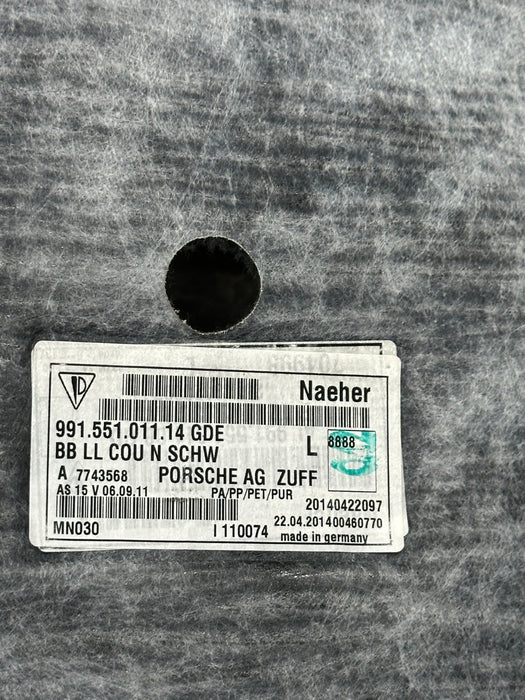 Naeher
991.551.011.14 GDE
BB LL COU N SCHW
L 8888
A 7743568 PORSCHE AG ZUFF
AS 15 V 06.09.11 PA/PP/PET/PUR
20140422097
22.04.201400460770
MN030 I 110074 made in germany